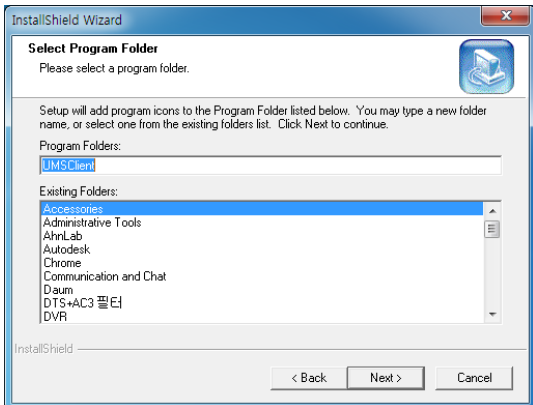 InstallShield Wizard
Select Program Folder
Please select a program folder.
Setup will add program icons to the Program Folder listed below. You may type a new folder
name, or select one from the existing folders list. Click Next to continue.
Program Folders:
UMSClient
Existing Folders:
Accessories
Administrative Tools
AhnLab
Autodesk
Chrome
Communication and Chat
Daum
DTS+AC3 필터
DVR
InstallShield
< Back
Next >
Cancel